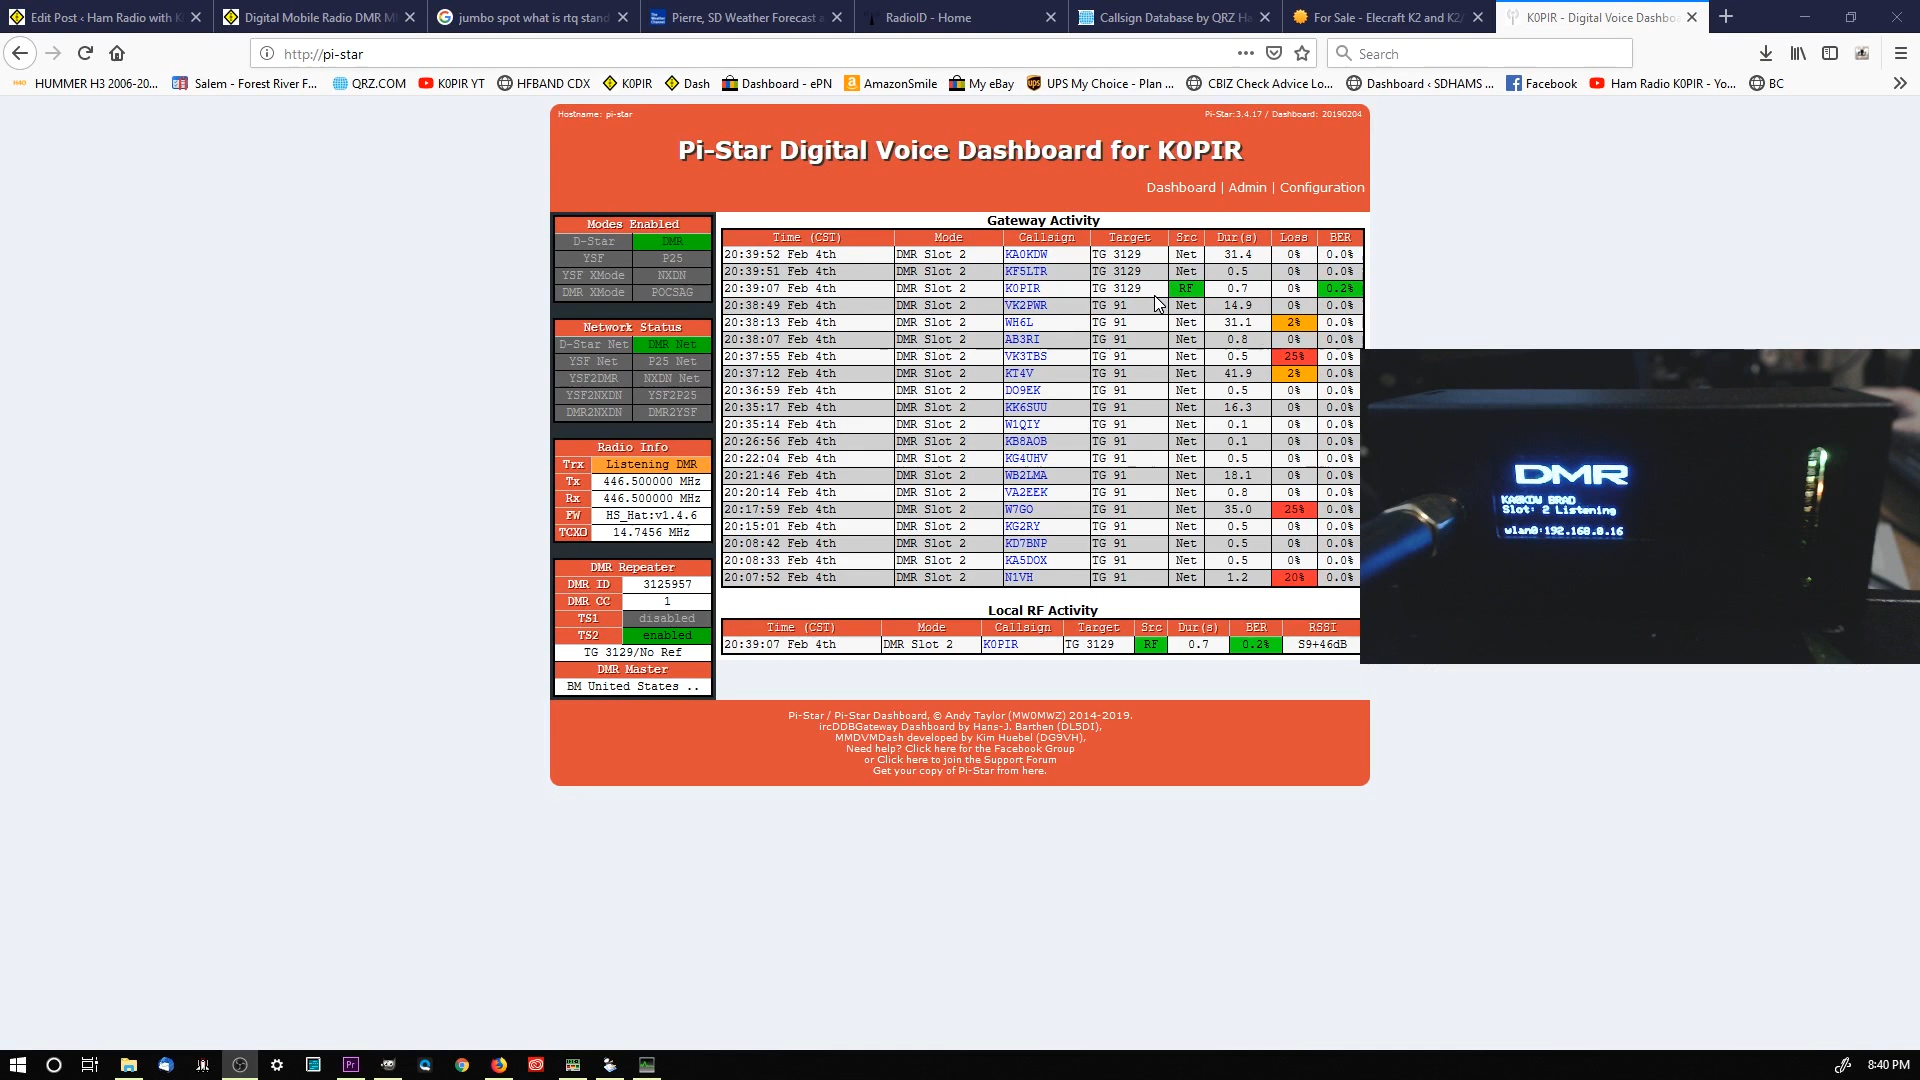 Edit Post ‹ Ham Radio with K
Digital Mobile Radio DMR M
jumbo spot what is rtq stand
Pierre, SD Weather Forecast a
RadioID - Home
Callsign Database by QRZ Ha
For Sale - Elecraft K2 and K2/
K0PIR - Digital Voice Dashboa
http://pi-star
Search
HUMMER H3 2006-20...
Salem - Forest River F...
QRZ.COM
K0PIR YT
HFBAND CDX
K0PIR
Dash
Dashboard - ePN
AmazonSmile
My eBay
UPS My Choice - Plan ...
CBIZ Check Advice Lo...
Dashboard ‹ SDHAMS ...
Facebook
Ham Radio K0PIR - Yo...
BC
Hostname: pi-star
Pi-Star:3.4.17 / Dashboard: 20190204
Pi-Star Digital Voice Dashboard for K0PIR
Dashboard | Admin | Configuration
Modes Enabled
D-Star DMR
YSF P25
YSF XMode NXDN
DMR XMode POCSAG
Network Status
D-Star Net DMR Net
YSF Net P25 Net
YSF2DMR NXDN Net
YSF2NXDN YSF2P25
DMR2NXDN DMR2YSF
Radio Info
Trx Listening DMR
Tx 446.500000 MHz
Rx 446.500000 MHz
FW HS_Hat:v1.4.6
TCXO 14.7456 MHz
DMR Repeater
DMR ID 3125957
DMR CC 1
TS1 disabled
TS2 enabled
TG 3129/No Ref
DMR Master
BM United States ..
Gateway Activity
Time (CST) Mode Callsign Target Src Dur(s) Loss BER
20:39:52 Feb 4th DMR Slot 2 KA0KDW TG 3129 Net 31.4 0% 0.0%
20:39:51 Feb 4th DMR Slot 2 KF5LTR TG 3129 Net 0.5 0% 0.0%
20:39:07 Feb 4th DMR Slot 2 K0PIR TG 3129 RF 0.7 0% 0.2%
20:38:49 Feb 4th DMR Slot 2 VK2PWR TG 91 Net 14.9 0% 0.0%
20:38:13 Feb 4th DMR Slot 2 WH6L TG 91 Net 31.1 2% 0.0%
20:38:07 Feb 4th DMR Slot 2 AB3RI TG 91 Net 0.8 0% 0.0%
20:37:55 Feb 4th DMR Slot 2 VK3TBS TG 91 Net 0.5 25% 0.0%
20:37:12 Feb 4th DMR Slot 2 KT4V TG 91 Net 41.9 2% 0.0%
20:36:59 Feb 4th DMR Slot 2 DO9EK TG 91 Net 0.5 0% 0.0%
20:35:17 Feb 4th DMR Slot 2 KK6SUU TG 91 Net 16.3 0% 0.0%
20:35:14 Feb 4th DMR Slot 2 W1QIY TG 91 Net 0.1 0% 0.0%
20:26:56 Feb 4th DMR Slot 2 KB8AOB TG 91 Net 0.1 0% 0.0%
20:22:04 Feb 4th DMR Slot 2 KG4UHV TG 91 Net 0.5 0% 0.0%
20:21:46 Feb 4th DMR Slot 2 WB2LMA TG 91 Net 18.1 0% 0.0%
20:20:14 Feb 4th DMR Slot 2 VA2EEK TG 91 Net 0.8 0% 0.0%
20:17:59 Feb 4th DMR Slot 2 W7GO TG 91 Net 35.0 25% 0.0%
20:15:01 Feb 4th DMR Slot 2 KG2RY TG 91 Net 0.5 0% 0.0%
20:08:42 Feb 4th DMR Slot 2 KD7BNP TG 91 Net 0.5 0% 0.0%
20:08:33 Feb 4th DMR Slot 2 KA5DOX TG 91 Net 0.5 0% 0.0%
20:07:52 Feb 4th DMR Slot 2 N1VH TG 91 Net 1.2 20% 0.0%
Local RF Activity
Time (CST) Mode Callsign Target Src Dur(s) BER RSSI
20:39:07 Feb 4th DMR Slot 2 K0PIR TG 3129 RF 0.7 0.2% S9+46dB
DMR
KA0KDW BRAD
Slot: 2 Listening
wlan0:192.168.0.16
Pi-Star / Pi-Star Dashboard, © Andy Taylor (MW0MWZ) 2014-2019.
ircDDBGateway Dashboard by Hans-J. Barthen (DL5DI),
MMDVMDash developed by Kim Huebel (DG9VH),
Need help? Click here for the Facebook Group
or Click here to join the Support Forum
Get your copy of Pi-Star from here.
Pr
8:40 PM